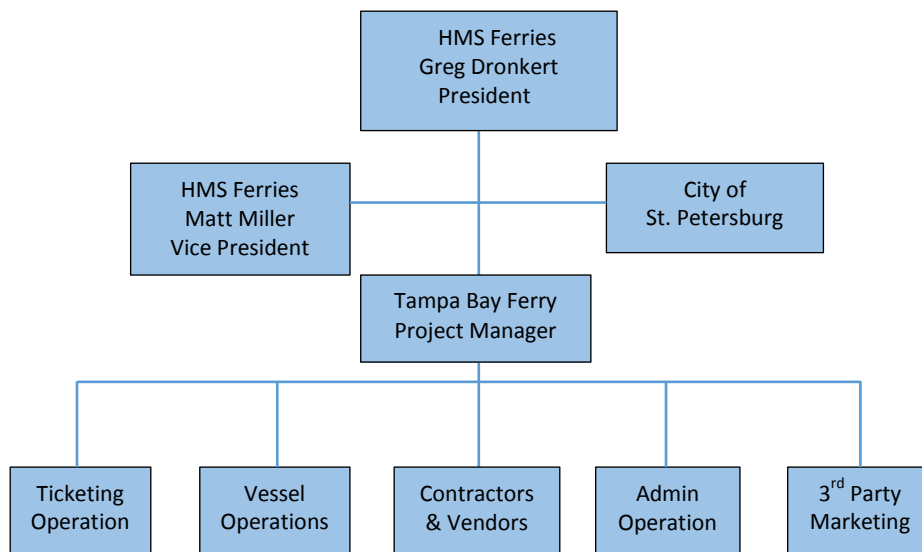 HMS Ferries
Greg Dronkert
President
HMS Ferries
Matt Miller
Vice President
City of
St. Petersburg
Tampa Bay Ferry
Project Manager
Ticketing
Operation
Vessel
Operations
Contractors
& Vendors
Admin
Operation
3rd Party
Marketing